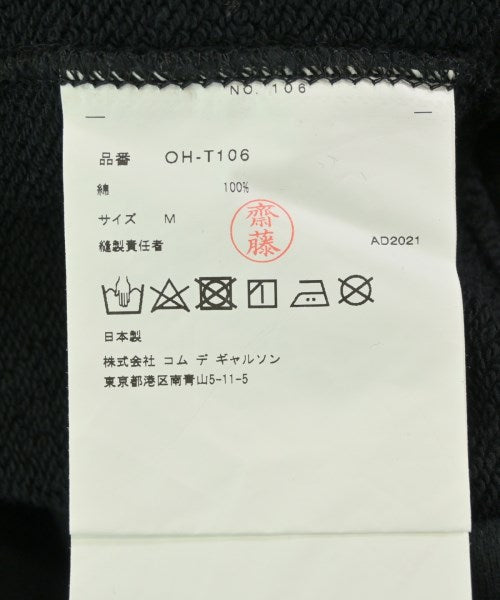 NO. 106
品番 OH-T106
綿 100%
サイズ M
齋藤
縫製責任者
AD2021
日本製
株式会社 コム デ ギャルソン
東京都港区南青山5-11-5